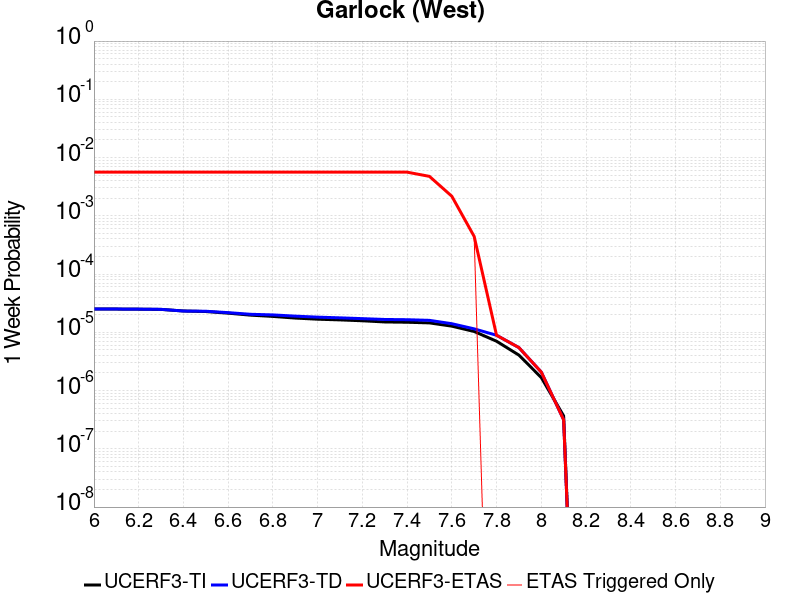 Garlock (West)
10^0
10^-1
10^-2
10^-3
10^-4
10^-5
10^-6
10^-7
10^-8
1 Week Probability
6 6.2 6.4 6.6 6.8 7 7.2 7.4 7.6 7.8 8 8.2 8.4 8.6 8.8 9
Magnitude
UCERF3-TI UCERF3-TD UCERF3-ETAS ETAS Triggered Only